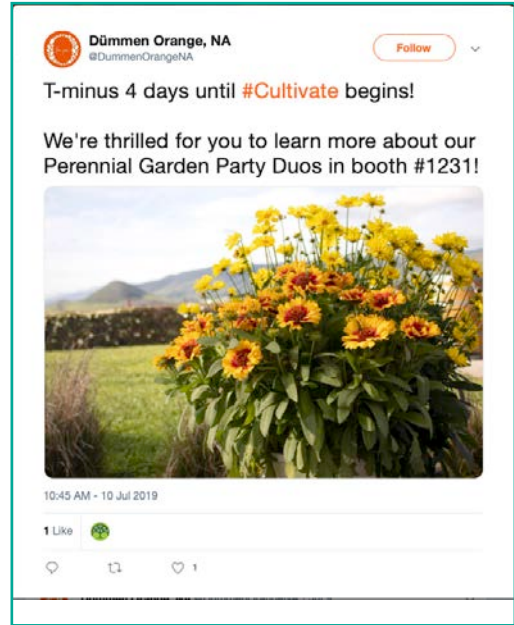 Dümmen Orange, NA
@DummenOrangeNA
Follow
T-minus 4 days until #Cultivate begins!
We're thrilled for you to learn more about our
Perennial Garden Party Duos in booth #1231!
10:45 AM - 10 Jul 2019
1 Like
1